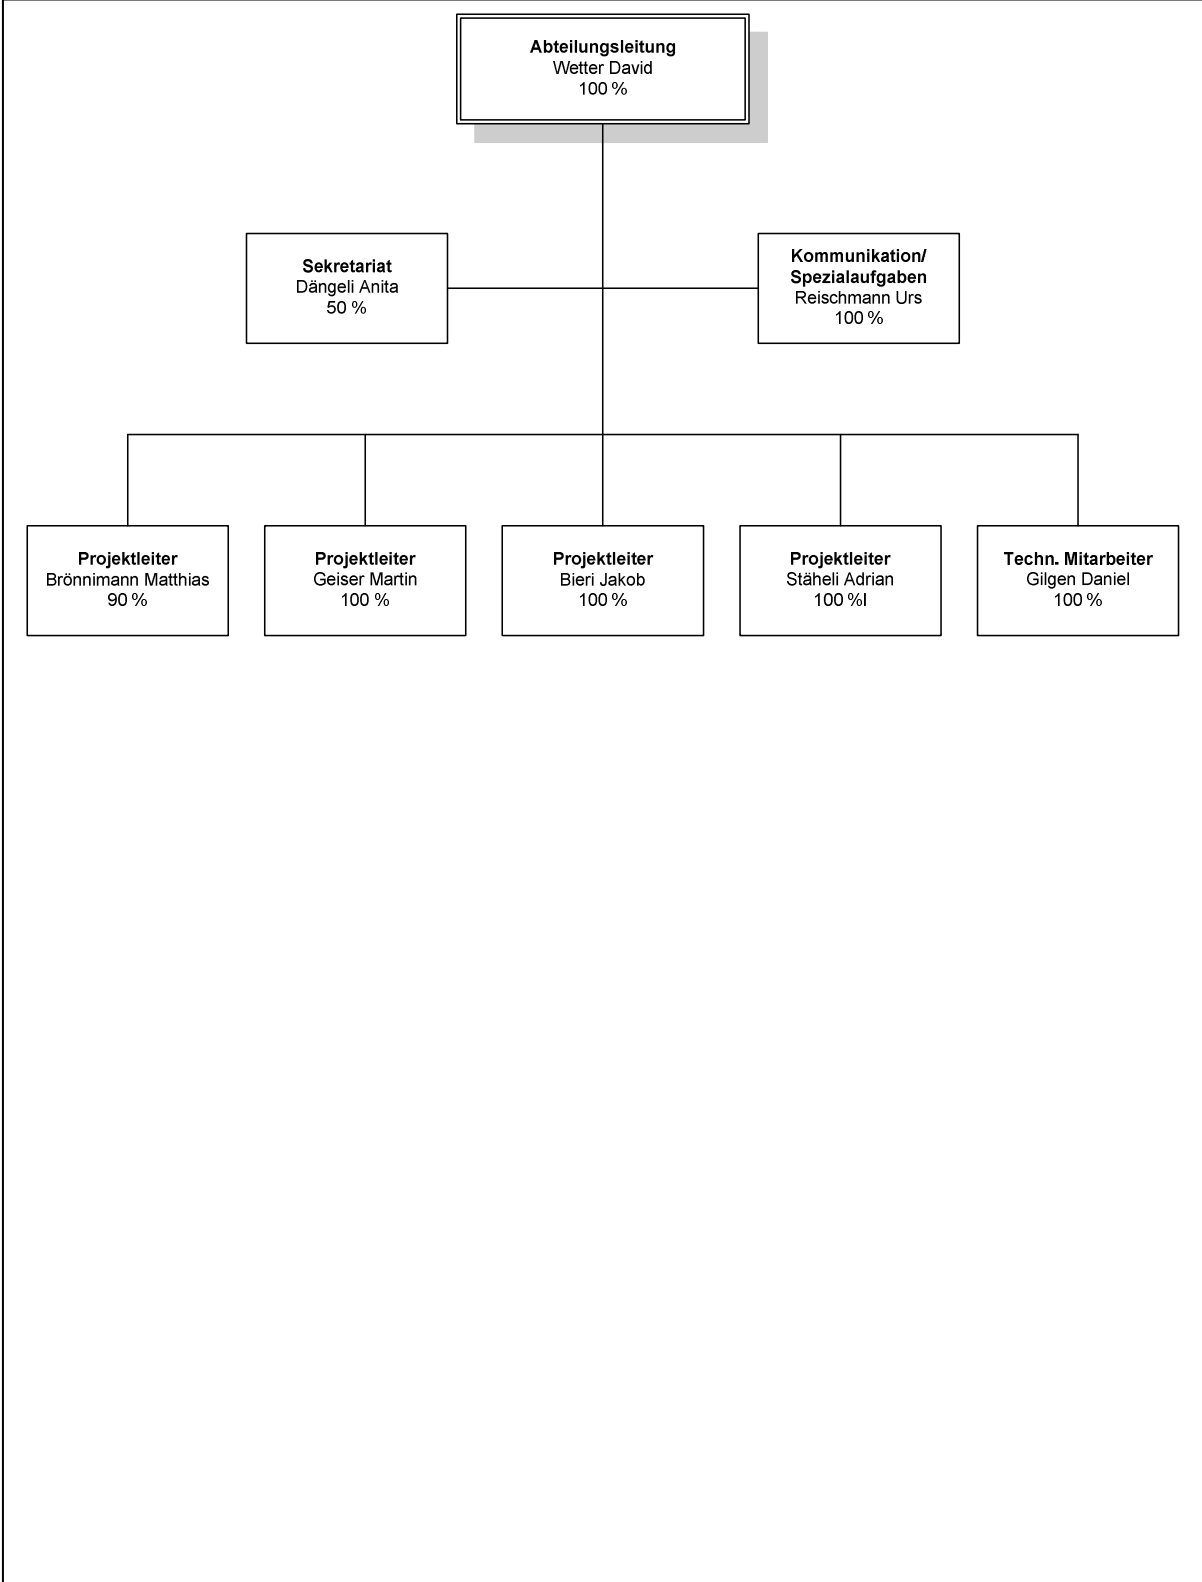 Abteilungsleitung
Wetter David
100 %
Sekretariat
Dängeli Anita
50 %
Kommunikation/
Spezialaufgaben
Reischmann Urs
100 %
Projektleiter
Brönnimann Matthias
90 %
Projektleiter
Geiser Martin
100 %
Projektleiter
Bieri Jakob
100 %
Projektleiter
Stäheli Adrian
100 %l
Techn. Mitarbeiter
Gilgen Daniel
100 %